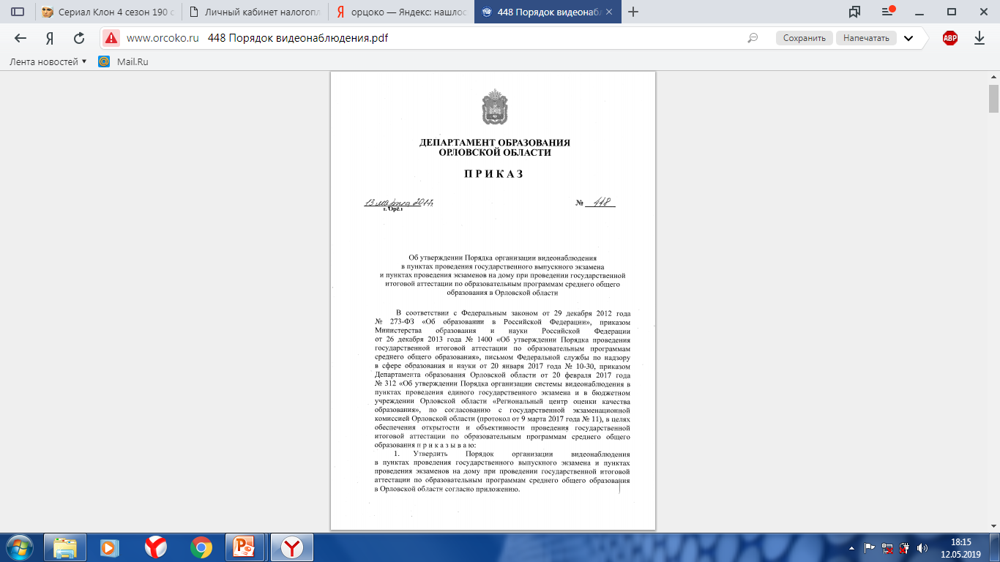 Сериал Клон 4 сезон 190 с
Личный кабинет налогопл
орцоко — Яндекс: нашлос
448 Порядок видеонабл
www.orcoko.ru 448 Порядок видеонаблюдения.pdf
Сохранить
Напечатать
ABP
Лента новостей
Mail.Ru
ДЕПАРТАМЕНТ ОБРАЗОВАНИЯ
ОРЛОВСКОЙ ОБЛАСТИ
П Р И К А З
13 марта 2017г. № 448
г. Орёл
Об утверждении Порядка организации видеонаблюдения
в пунктах проведения государственного выпускного экзамена
и пунктах проведения экзаменов на дому при проведении государственной
итоговой аттестации по образовательным программам среднего общего
образования в Орловской области
В соответствии с Федеральным законом от 29 декабря 2012 года
№ 273-ФЗ «Об образовании в Российской Федерации», приказом
Министерства образования и науки Российской Федерации
от 26 декабря 2013 года № 1400 «Об утверждении Порядка проведения
государственной итоговой аттестации по образовательным программам
среднего общего образования», письмом Федеральной службы по надзору
в сфере образования и науки от 20 января 2017 года № 10-30, приказом
Департамента образования Орловской области от 20 февраля 2017 года
№ 312 «Об утверждении Порядка организации системы видеонаблюдения в
пунктах проведения единого государственного экзамена и в бюджетном
учреждении Орловской области «Региональный центр оценки качества
образования», по согласованию с государственной экзаменационной
комиссией Орловской области (протокол от 9 марта 2017 года № 11), в целях
обеспечения открытости и объективности проведения государственной
итоговой аттестации по образовательным программам среднего общего
образования п р и к а з ы в а ю:
1. Утвердить Порядок организации видеонаблюдения
в пунктах проведения государственного выпускного экзамена и пунктах
проведения экзаменов на дому при проведении государственной итоговой
аттестации по образовательным программам среднего общего образования
в Орловской области согласно приложению.
18:15
12.05.2019